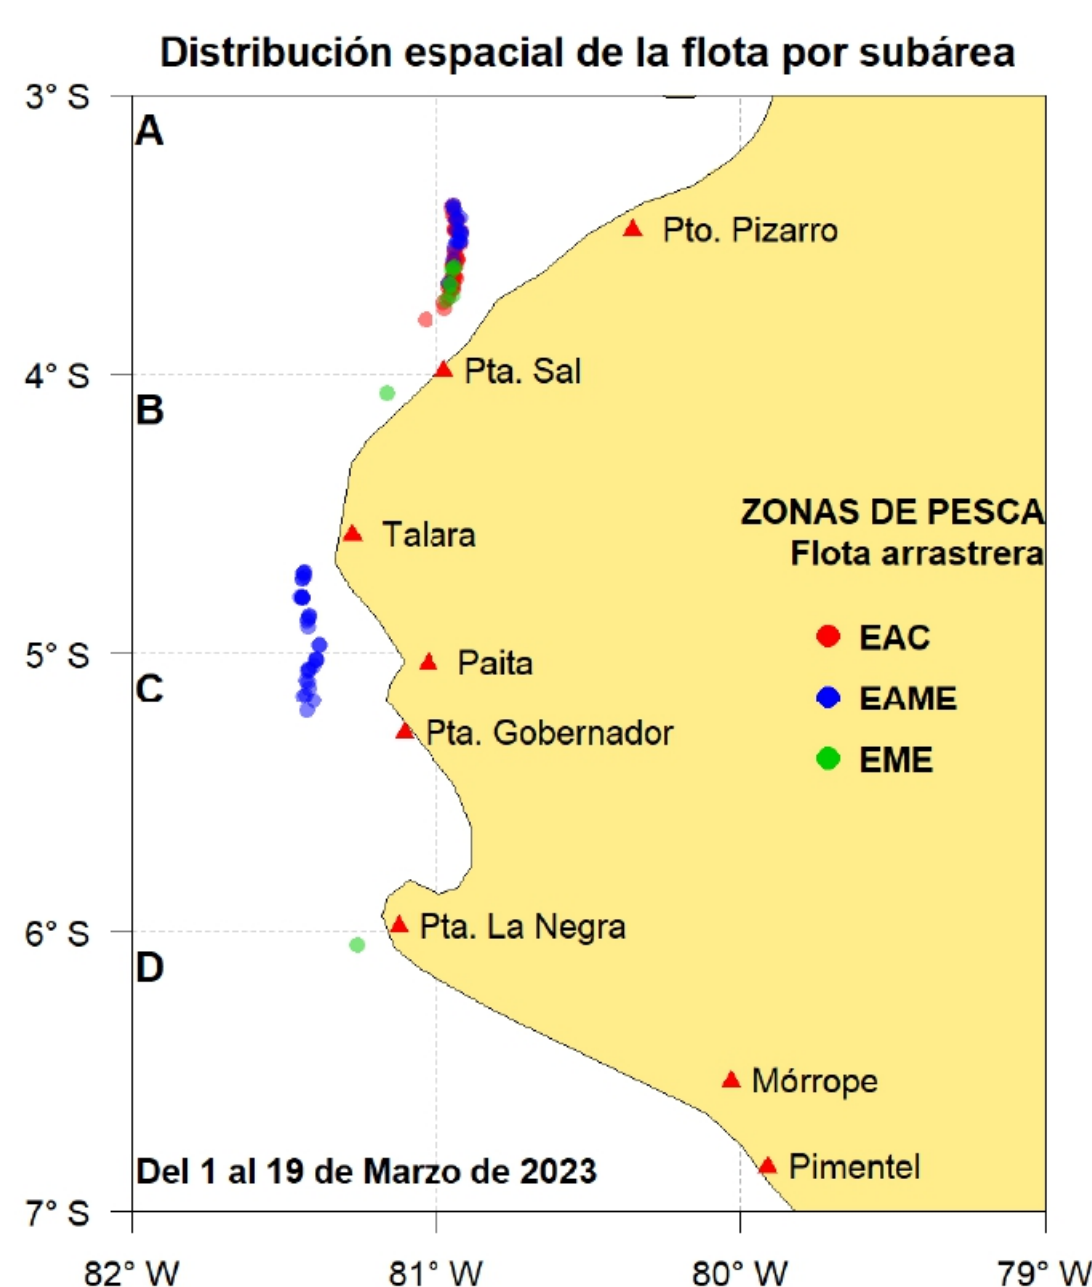 Distribución espacial de la flota por subárea
3° S
A
Pto. Pizarro
4° S
Pta. Sal
B
ZONAS DE PESCA
Flota arrastrera
Talara
EAC
5° S
Paita
C
EAME
Pta. Gobernador
EME
6° S
Pta. La Negra
D
Mórrope
Del 1 al 19 de Marzo de 2023
Pimentel
7° S
82° W
81° W
80° W
79° W